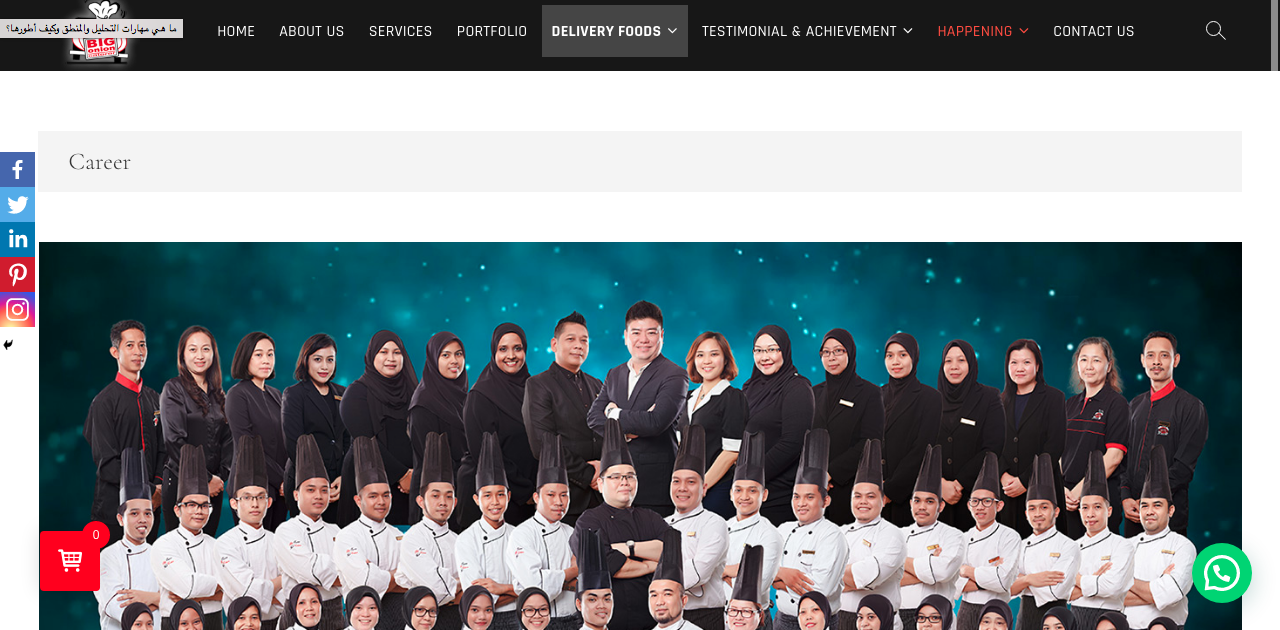 ما هي مهارات التحليل والمنطق وكيف أطورها؟
BIG
onion
HOME
ABOUT US
SERVICES
PORTFOLIO
DELIVERY FOODS
TESTIMONIAL & ACHIEVEMENT
HAPPENING
CONTACT US
Career
0